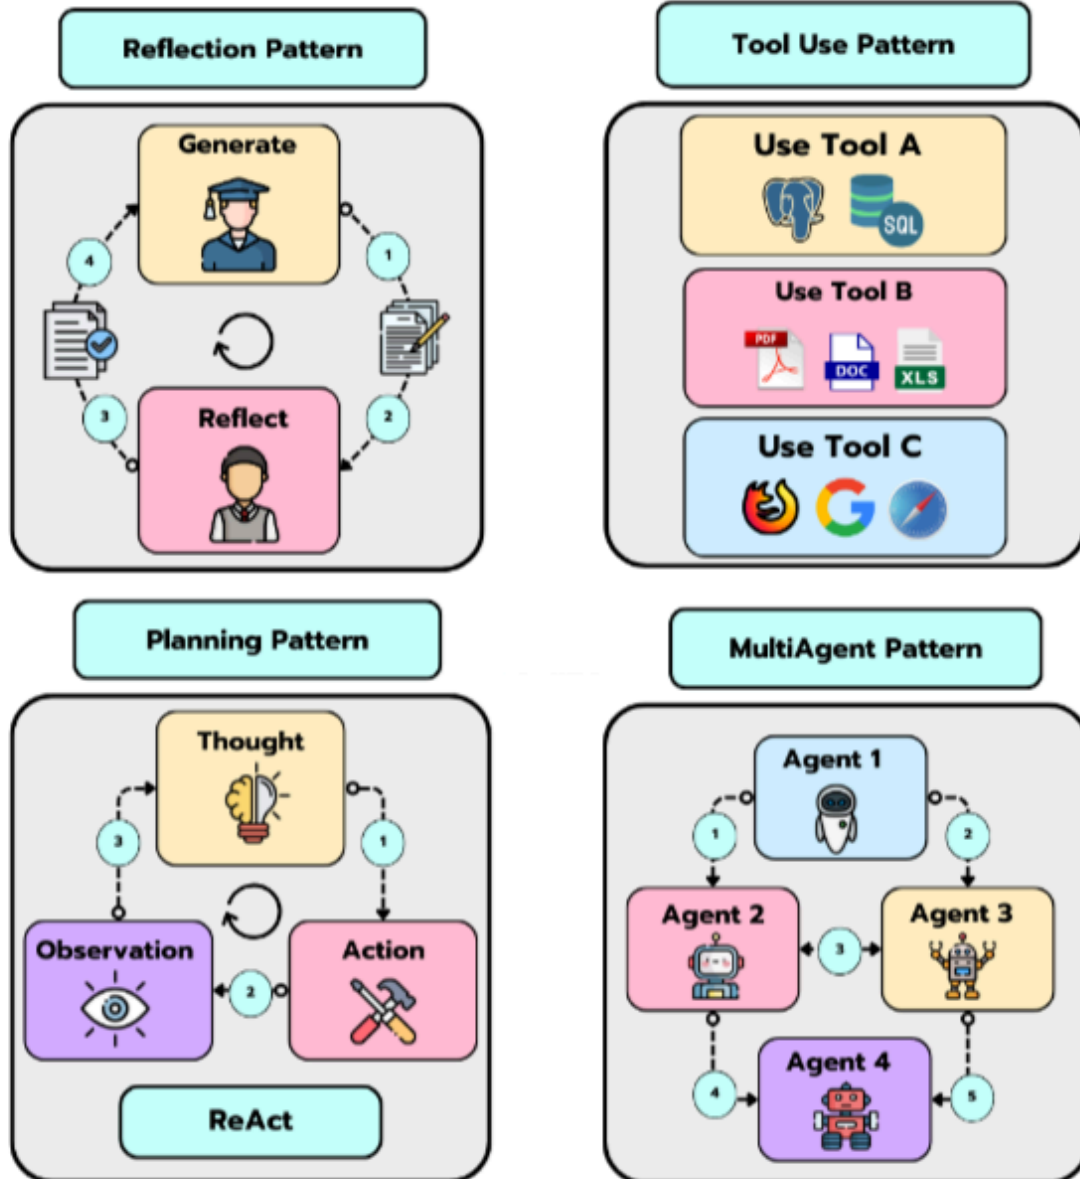 Reflection Pattern
Generate
4
1
3
2
Reflect
Tool Use Pattern
Use Tool A
SQL
Use Tool B
PDF
DOC
XLS
Use Tool C
Planning Pattern
Thought
3
1
Observation
2
Action
ReAct
MultiAgent Pattern
Agent 1
1
2
Agent 2
3
Agent 3
4
Agent 4
5